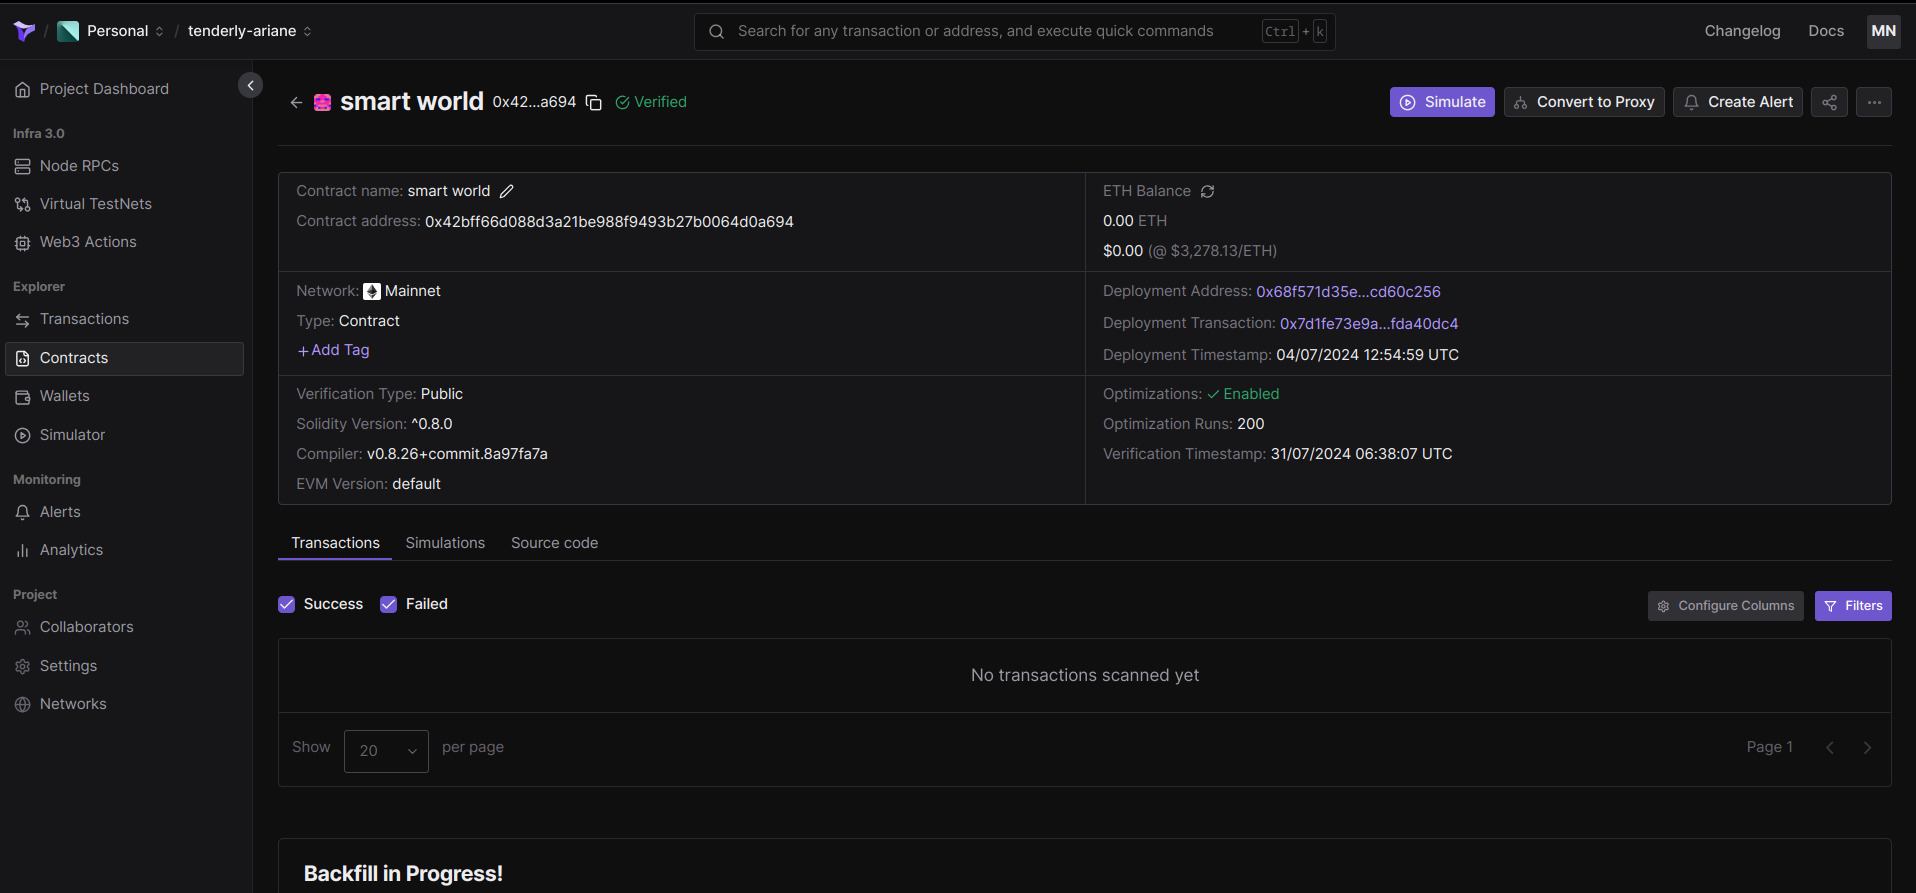 / Personal / tenderly-ariane
Search for any transaction or address, and execute quick commands Ctrl + k
Changelog Docs MN
Project Dashboard
Infra 3.0
Node RPCs
Virtual TestNets
Web3 Actions
Explorer
Transactions
Contracts
Wallets
Simulator
Monitoring
Alerts
Analytics
Project
Collaborators
Settings
Networks
smart world 0x42...a694 Verified
Simulate Convert to Proxy Create Alert ...
Contract name: smart world
Contract address: 0x42bff66d088d3a21be988f9493b27b0064d0a694
ETH Balance
0.00 ETH
$0.00 (@ $3,278.13/ETH)
Network: Mainnet
Type: Contract
+Add Tag
Deployment Address: 0x68f571d35e...cd60c256
Deployment Transaction: 0x7d1fe73e9a...fda40dc4
Deployment Timestamp: 04/07/2024 12:54:59 UTC
Verification Type: Public
Solidity Version: ^0.8.0
Compiler: v0.8.26+commit.8a97fa7a
EVM Version: default
Optimizations: Enabled
Optimization Runs: 200
Verification Timestamp: 31/07/2024 06:38:07 UTC
Transactions Simulations Source code
Success Failed
Configure Columns Filters
No transactions scanned yet
Show 20 per page
Page 1
Backfill in Progress!